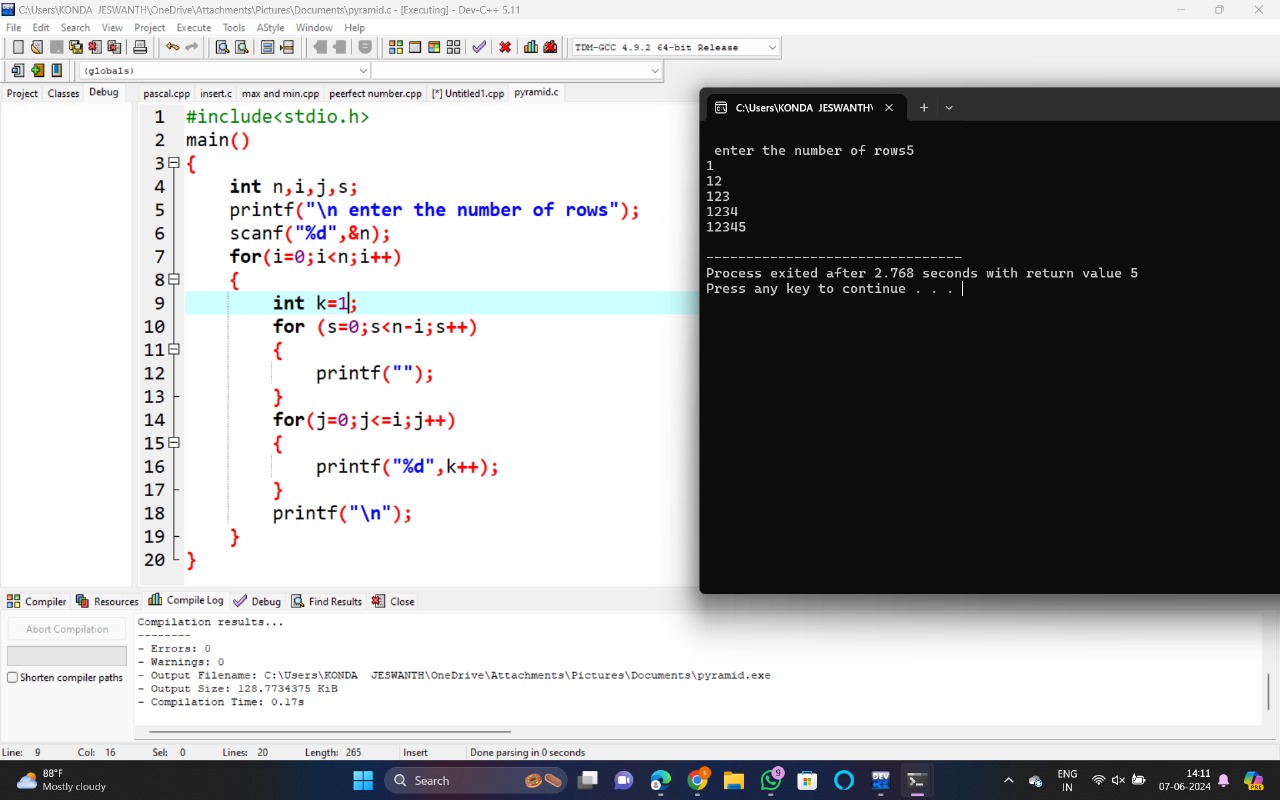 C:\Users\KONDA JESWANTH\OneDrive\Attachments\Pictures\Documents\pyramid.c - [Executing] - Dev-C++ 5.11
File Edit Search View Project Execute Tools AStyle Window Help
TDM-GCC 4.9.2 64-bit Release
(globals)
Project Classes Debug
pascal.cpp insert.c max and min.cpp peerfect number.cpp [*] Untitled1.cpp pyramid.c
1 #include<stdio.h>
2 main()
3 {
4 int n,i,j,s;
5 printf("\n enter the number of rows");
6 scanf("%d",&n);
7 for(i=0;i<n;i++)
8 {
9 int k=1;
10 for (s=0;s<n-i;s++)
11 {
12 printf("");
13 }
14 for(j=0;j<=i;j++)
15 {
16 printf("%d",k++);
17 }
18 printf("\n");
19 }
20 }
C:\Users\KONDA JESWANTH\
enter the number of rows5
1
12
123
1234
12345
--------------------------------
Process exited after 2.768 seconds with return value 5
Press any key to continue . . .
Compiler Resources Compile Log Debug Find Results Close
Abort Compilation
Shorten compiler paths
Compilation results...
--------
- Errors: 0
- Warnings: 0
- Output Filename: C:\Users\KONDA JESWANTH\OneDrive\Attachments\Pictures\Documents\pyramid.exe
- Output Size: 128.7734375 KiB
- Compilation Time: 0.17s
Line: 9 Col: 16 Sel: 0 Lines: 20 Length: 265 Insert Done parsing in 0 seconds
88°F
Mostly cloudy
Search
DEV
9
ENG
IN
14:11
07-06-2024
PRE